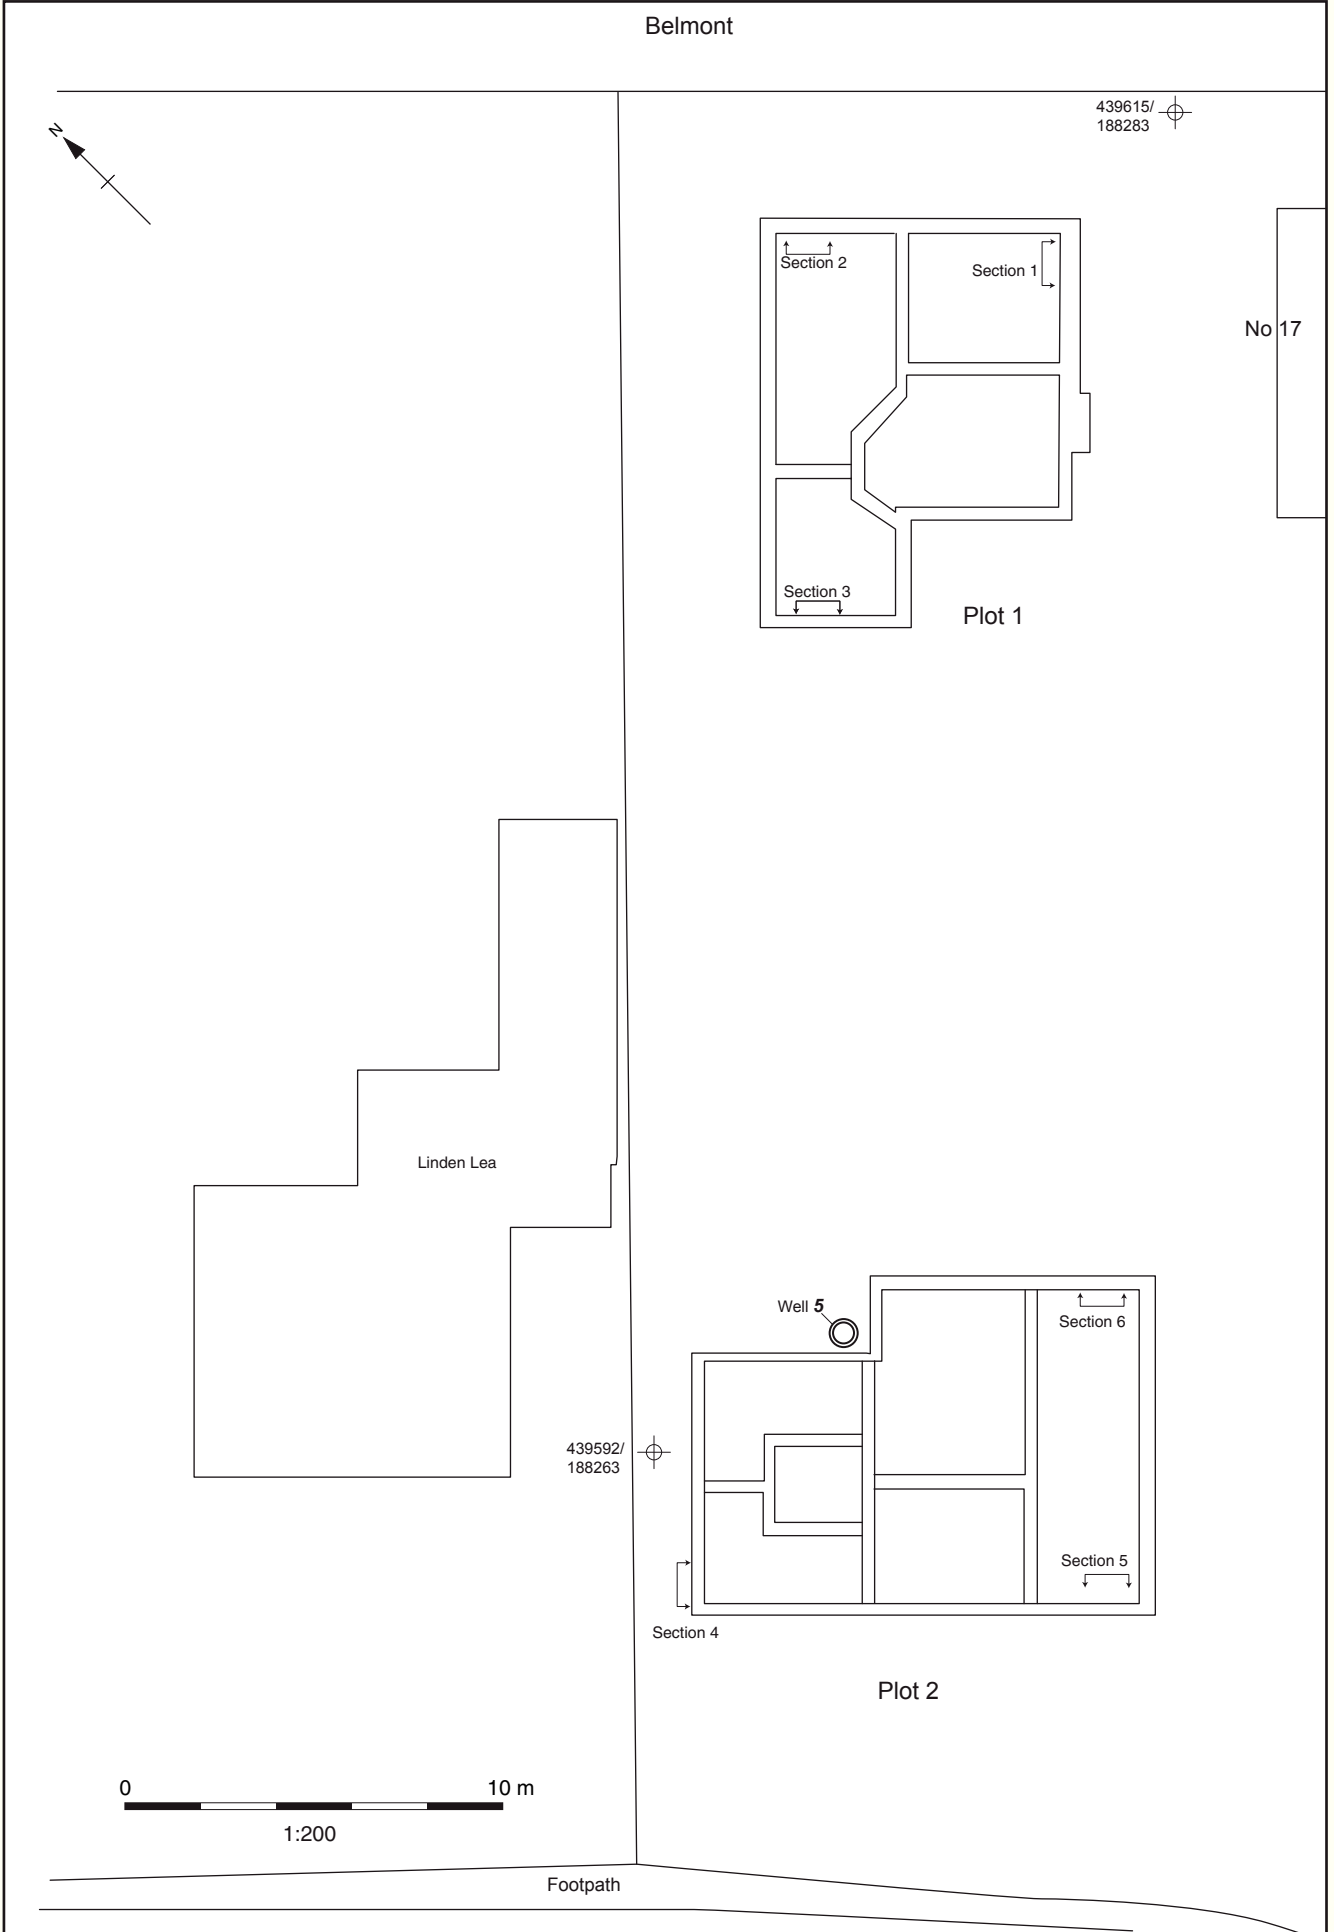 Belmont
N
439615/
188283
Section 2
Section 1
No 17
Section 3
Plot 1
Linden Lea
Well 5
Section 6
439592/
188263
Section 5
Section 4
Plot 2
0 10 m
1:200
Footpath